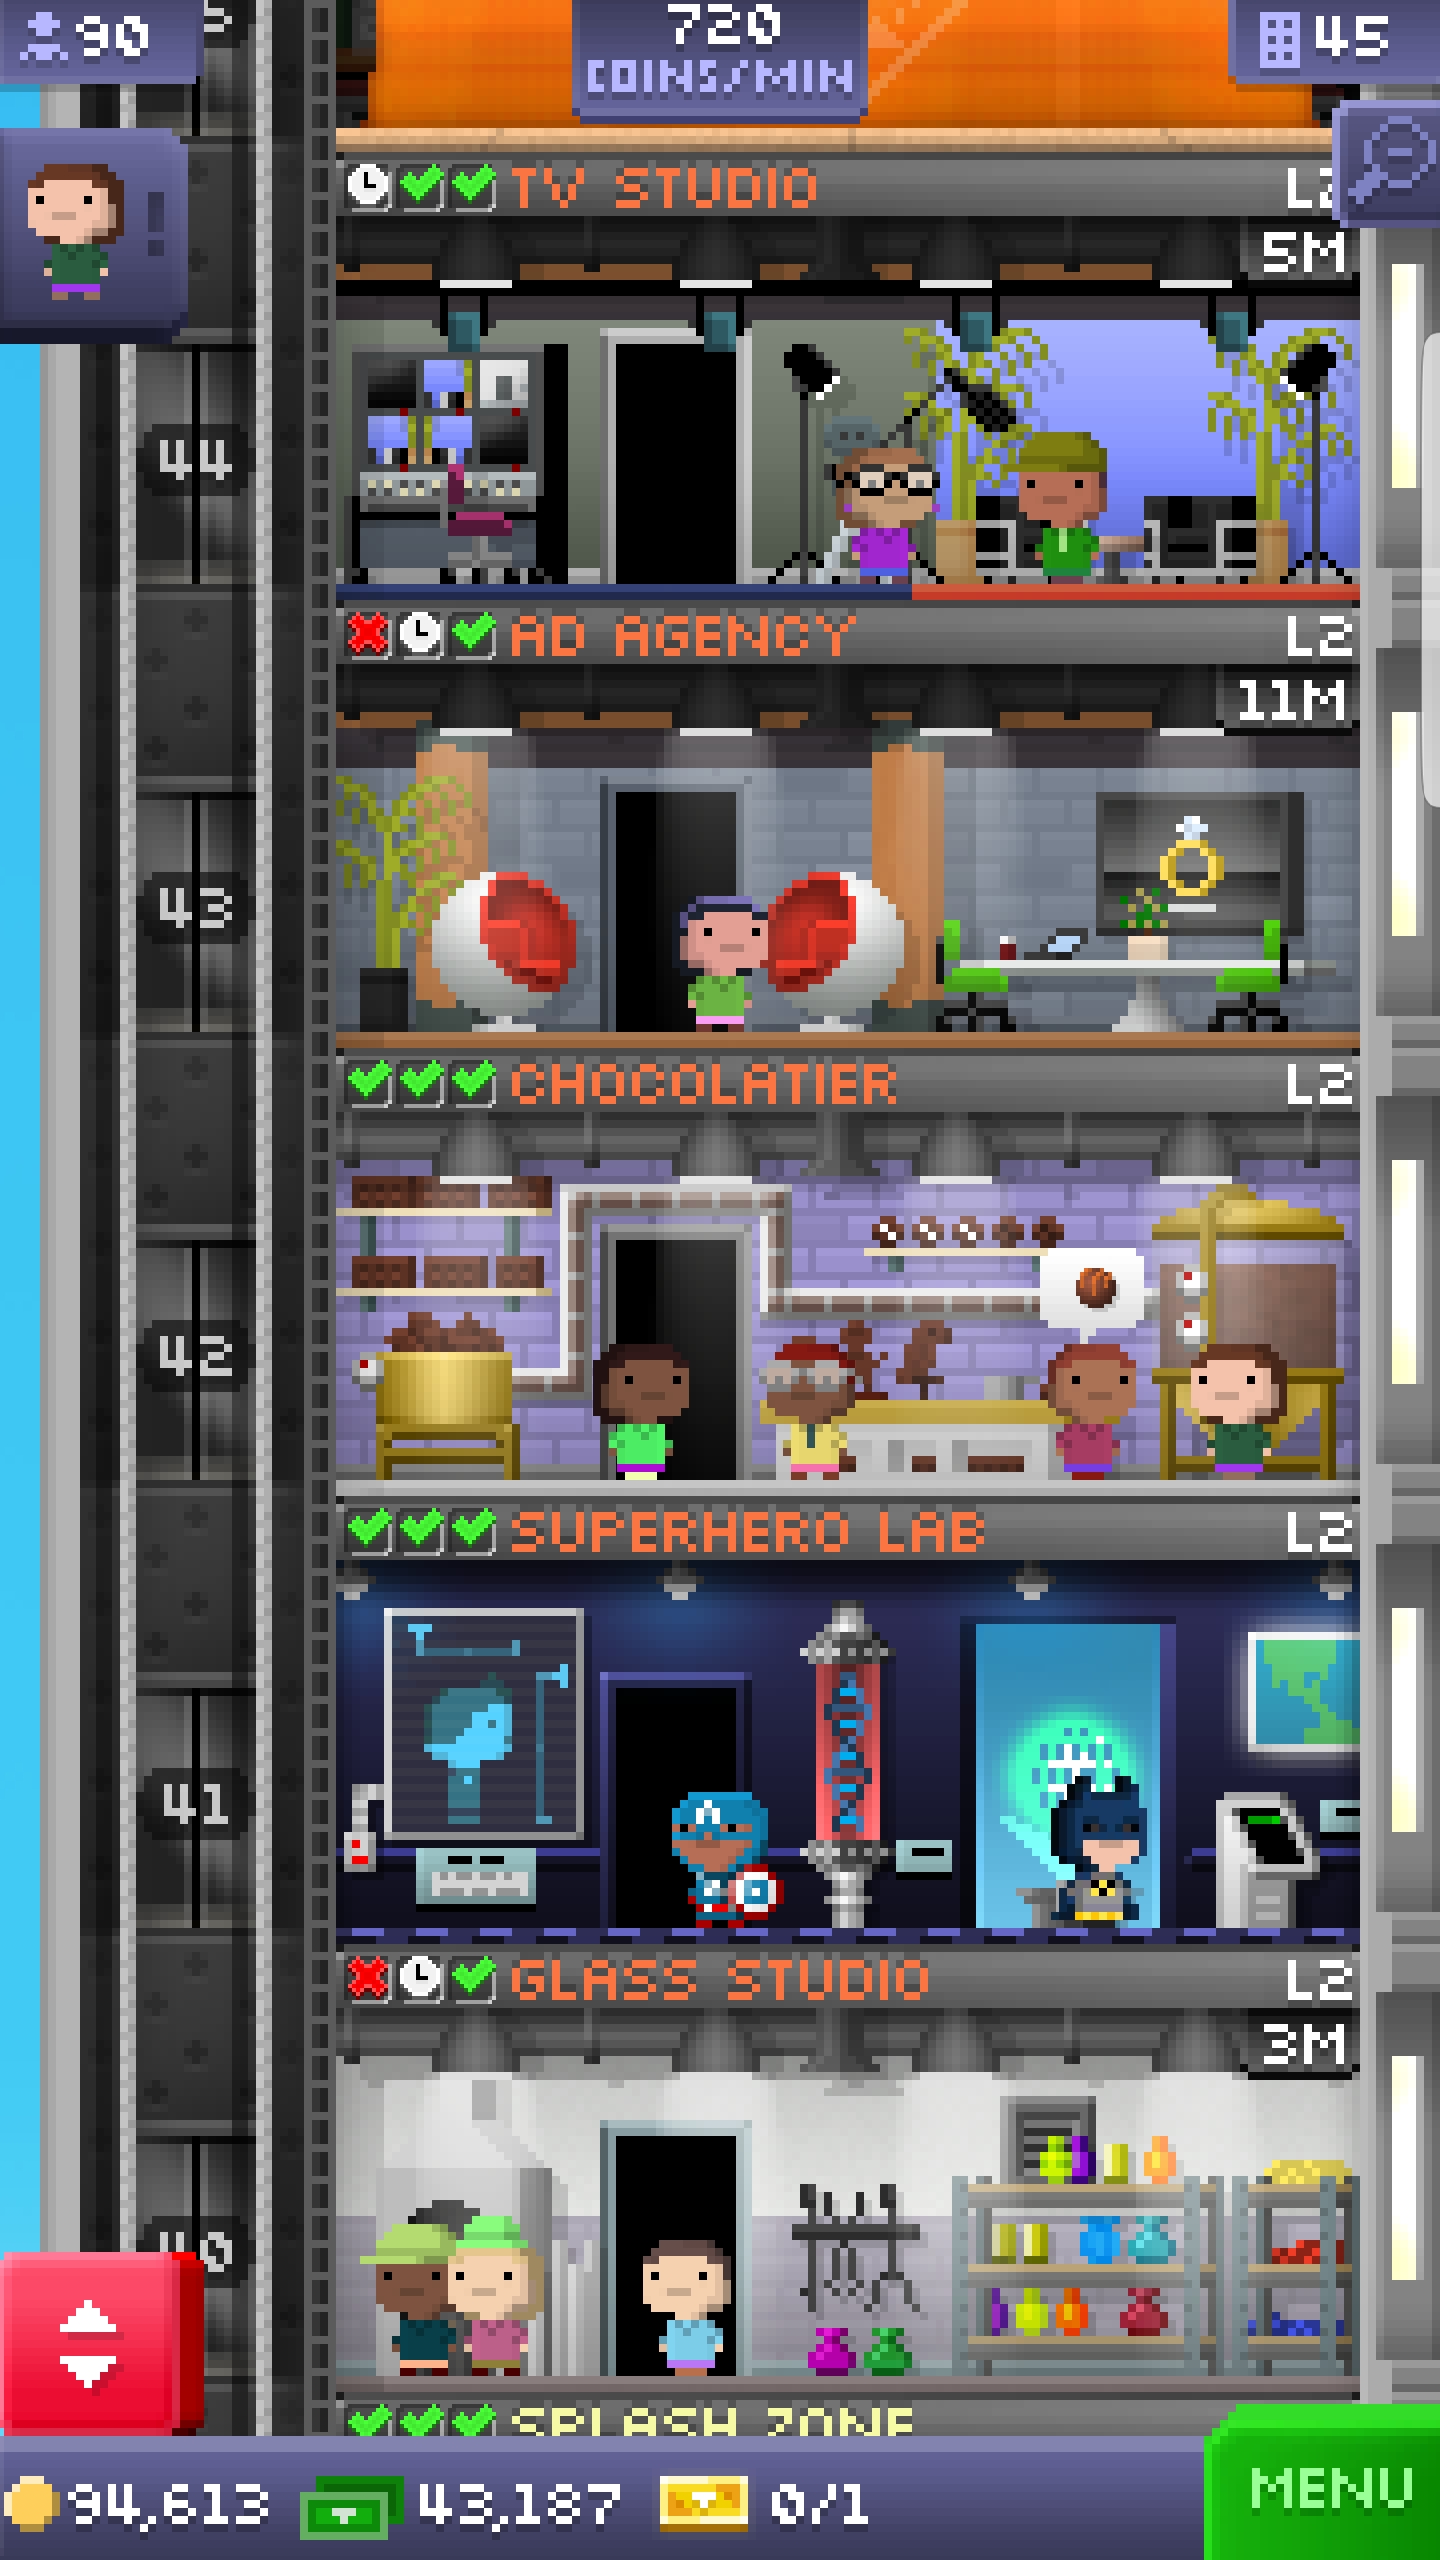 90
720
COINS/MIN
45
TV STUDIO
L2
5M
44
AD AGENCY
L2
11M
43
CHOCOLATIER
L2
42
SUPERHERO LAB
L2
41
GLASS STUDIO
L2
3M
40
SPLASH ZONE
94,613
43,187
0/1
MENU